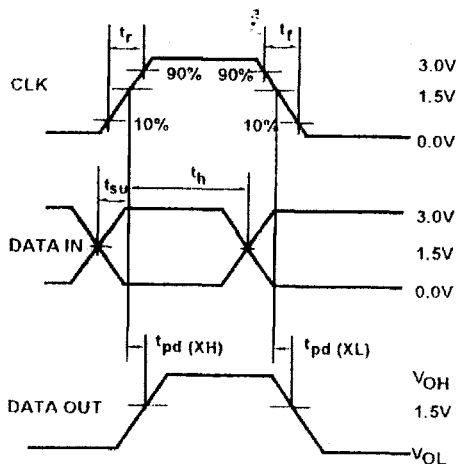 tr
tf
90%
90%
3.0V
CLK
1.5V
10%
10%
0.0V
tsu
th
3.0V
DATA IN
1.5V
0.0V
tpd (XH)
tpd (XL)
VOH
DATA OUT
1.5V
VOL